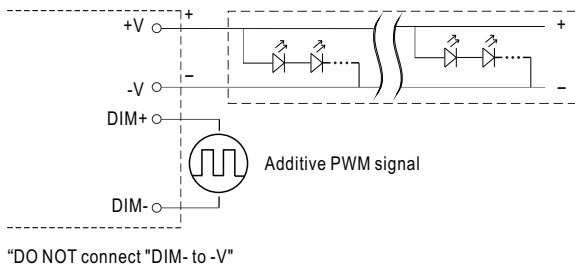 +V + +
-V – –
DIM+
Additive PWM signal
DIM-
“DO NOT connect "DIM- to -V"